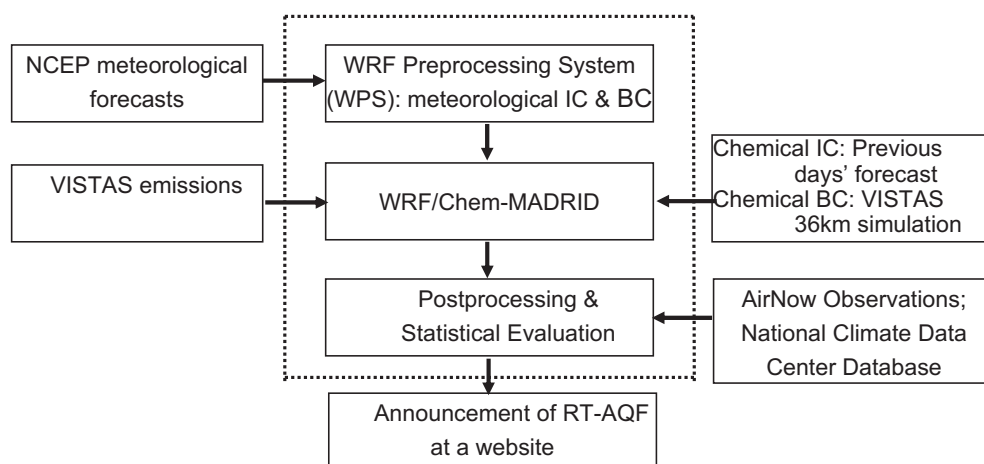 NCEP meteorological
forecasts
WRF Preprocessing System
(WPS): meteorological IC & BC
VISTAS emissions
WRF/Chem-MADRID
Chemical IC: Previous
days’ forecast
Chemical BC: VISTAS
36km simulation
Postprocessing &
Statistical Evaluation
AirNow Observations;
National Climate Data
Center Database
Announcement of RT-AQF
at a website